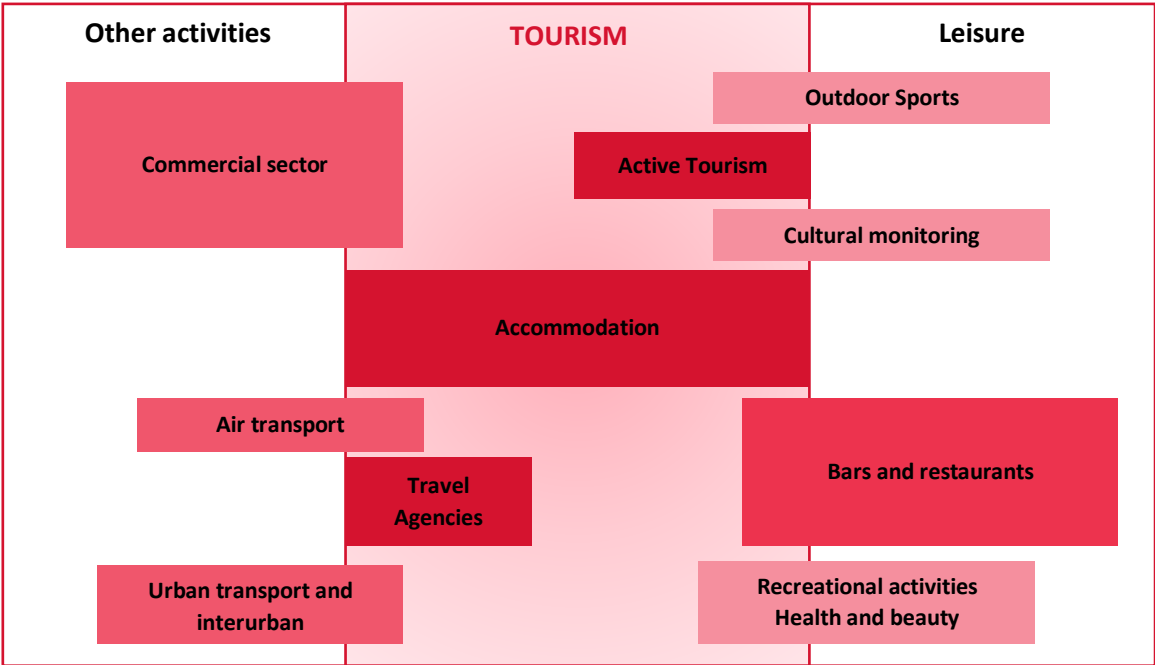 Other activities
TOURISM
Leisure
Outdoor Sports
Commercial sector
Active Tourism
Cultural monitoring
Accommodation
Air transport
Bars and restaurants
Travel
Agencies
Urban transport and
interurban
Recreational activities
Health and beauty